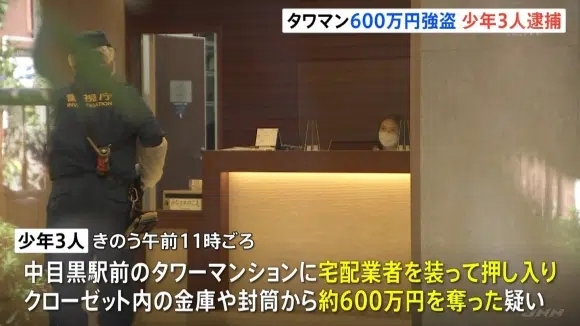 タワマン600万円強盗 少年3人逮捕
警視庁
少年3人 きのう午前11時ごろ
中目黒駅前のタワーマンションに宅配業者を装って押し入り
クローゼット内の金庫や封筒から約600万円を奪った疑い
JNN